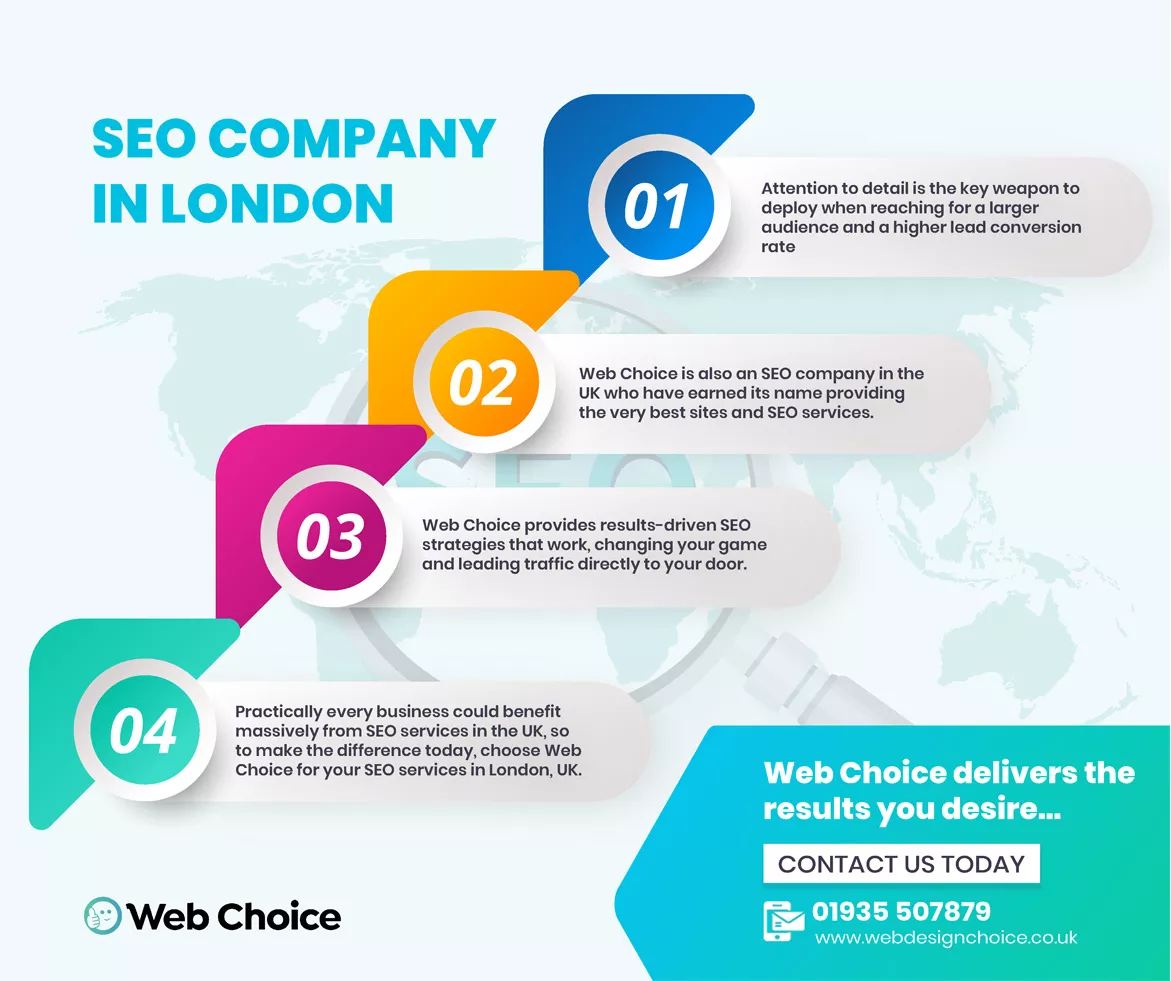 SEO COMPANY
IN LONDON
01
Attention to detail is the key weapon to
deploy when reaching for a larger
audience and a higher lead conversion
rate
02
Web Choice is also an SEO company in the
UK who have earned its name providing
the very best sites and SEO services.
SEO
03
Web Choice provides results-driven SEO
strategies that work, changing your game
and leading traffic directly to your door.
04
Practically every business could benefit
massively from SEO services in the UK, so
to make the difference today, choose Web
Choice for your SEO services in London, UK.
Web Choice delivers the
results you desire...
CONTACT US TODAY
01935 507879
www.webdesignchoice.co.uk
Web Choice